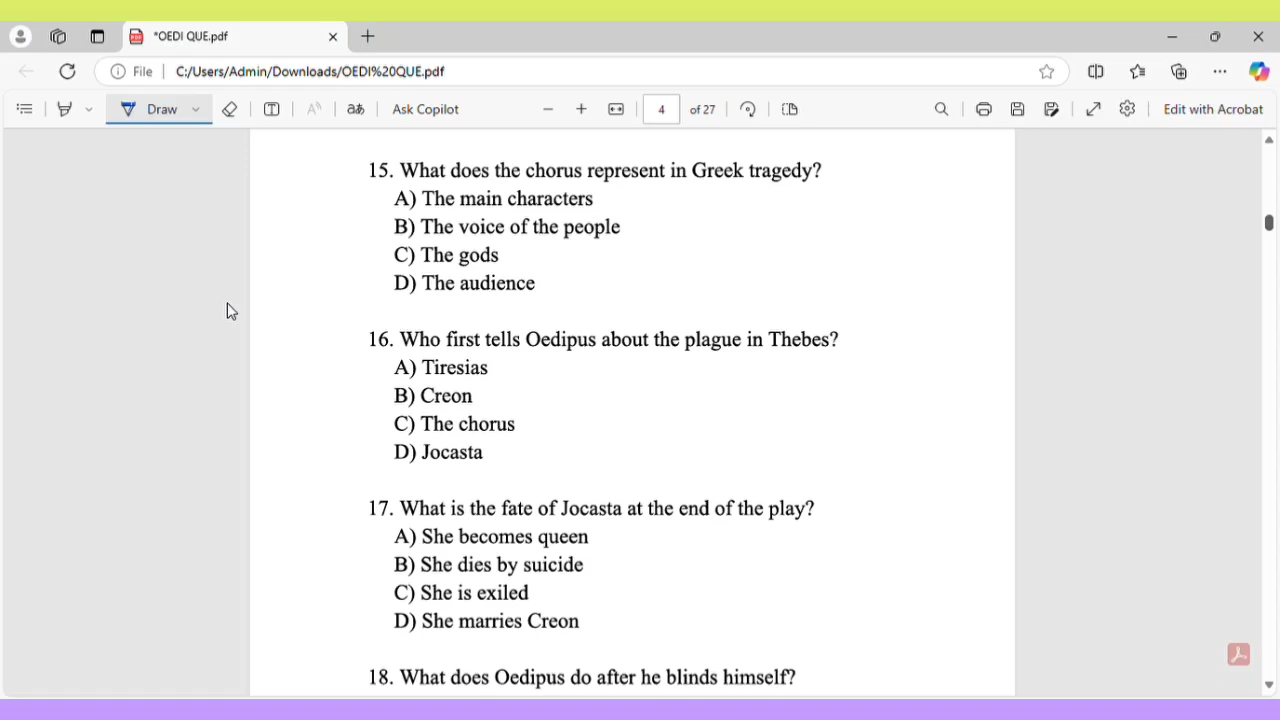 *OEDI QUE.pdf
File
C:/Users/Admin/Downloads/OEDI%20QUE.pdf
Draw
aあ
Ask Copilot
4 of 27
Edit with Acrobat
15. What does the chorus represent in Greek tragedy?
A) The main characters
B) The voice of the people
C) The gods
D) The audience
16. Who first tells Oedipus about the plague in Thebes?
A) Tiresias
B) Creon
C) The chorus
D) Jocasta
17. What is the fate of Jocasta at the end of the play?
A) She becomes queen
B) She dies by suicide
C) She is exiled
D) She marries Creon
18. What does Oedipus do after he blinds himself?